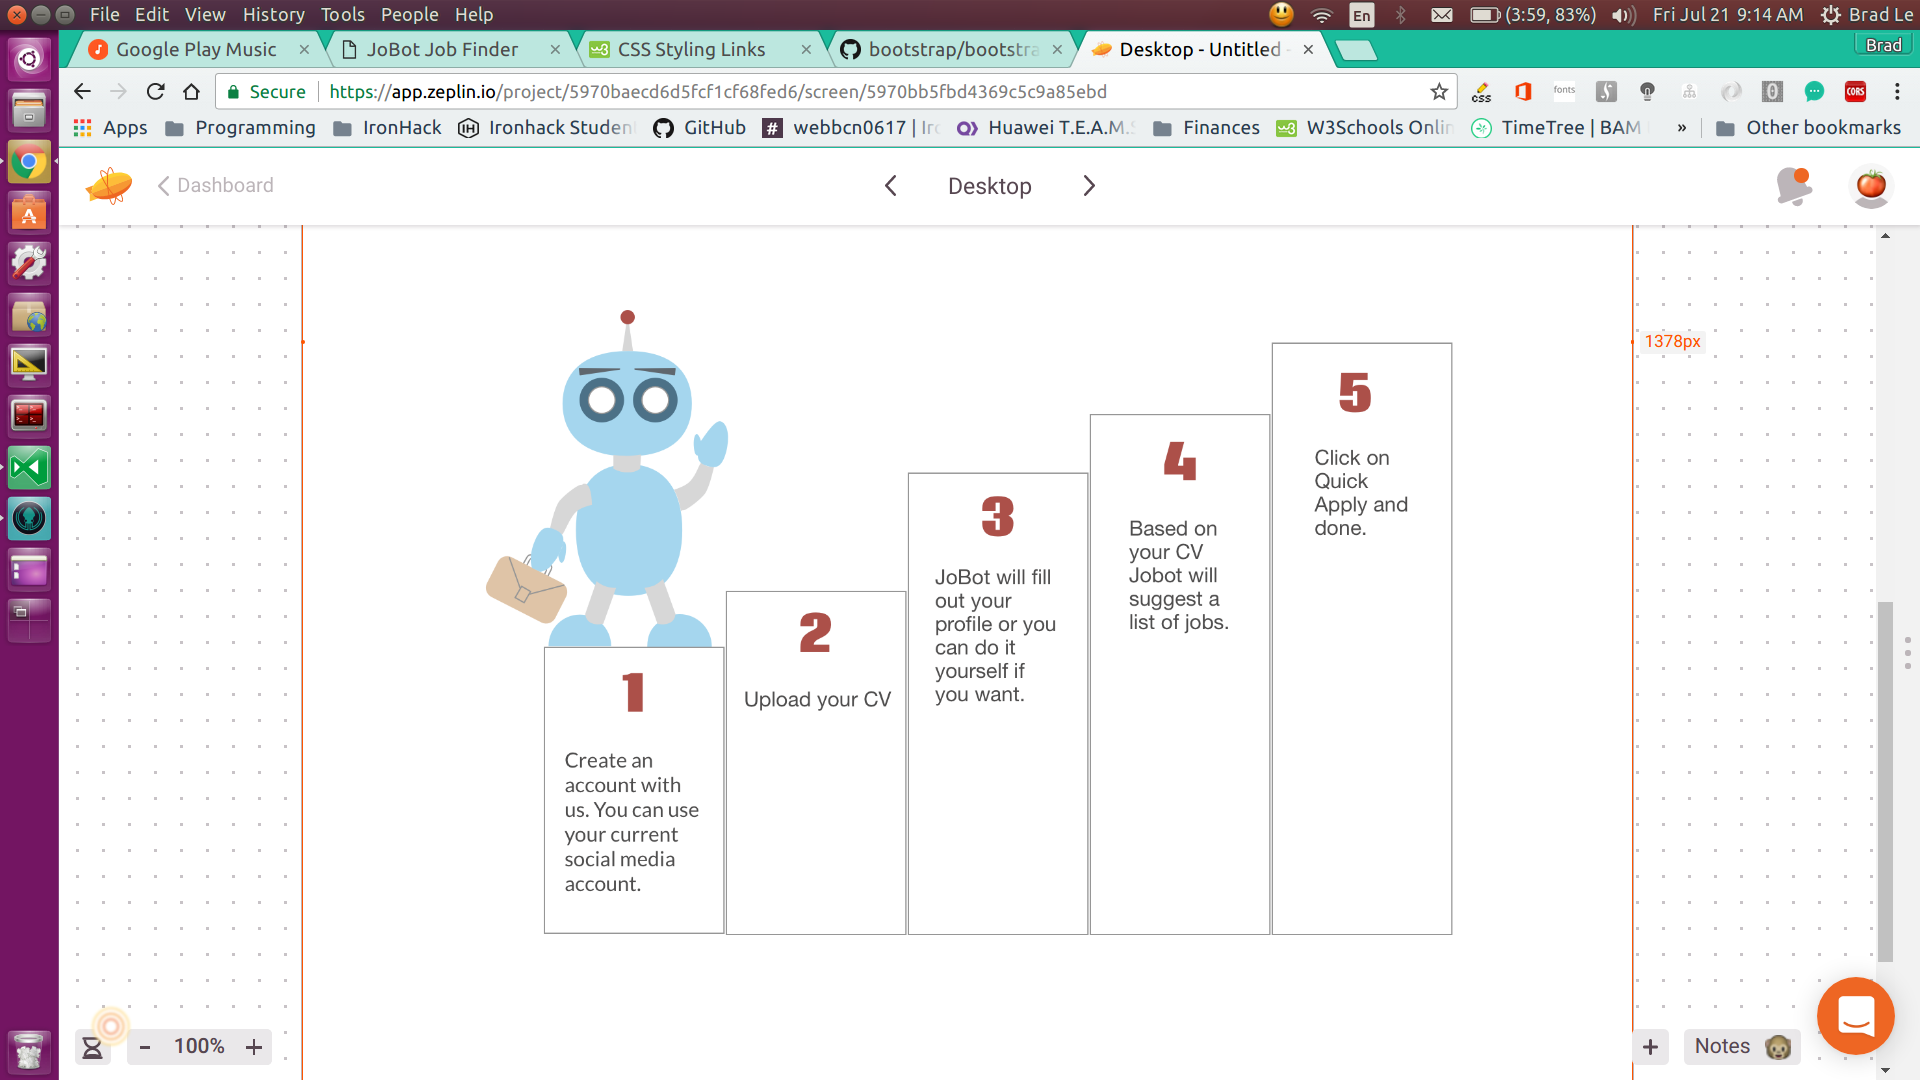 File Edit View History Tools People Help
En (3:59, 83%) Fri Jul 21 9:14 AM Brad Le
Google Play Music × JoBot Job Finder × CSS Styling Links × bootstrap/bootstra × Desktop - Untitled - × Brad
Secure https://app.zeplin.io/project/5970baecd6d5fcf1cf68fed6/screen/5970bb5fbd4369c5c9a85ebd CSS fonts CORS
Apps Programming IronHack Ironhack Studen GitHub # webbcn0617 | Iro Huawei T.E.A.M.S Finances W3Schools Onlin TimeTree | BAM » Other bookmarks
Dashboard Desktop
1378px
5
Click on
Quick
Apply and
done.
4
Based on
your CV
Jobot will
suggest a
list of jobs.
3
JoBot will fill
out your
profile or you
can do it
yourself if
you want.
2
Upload your CV
1
Create an
account with
us. You can use
your current
social media
account.
- 100% + + Notes